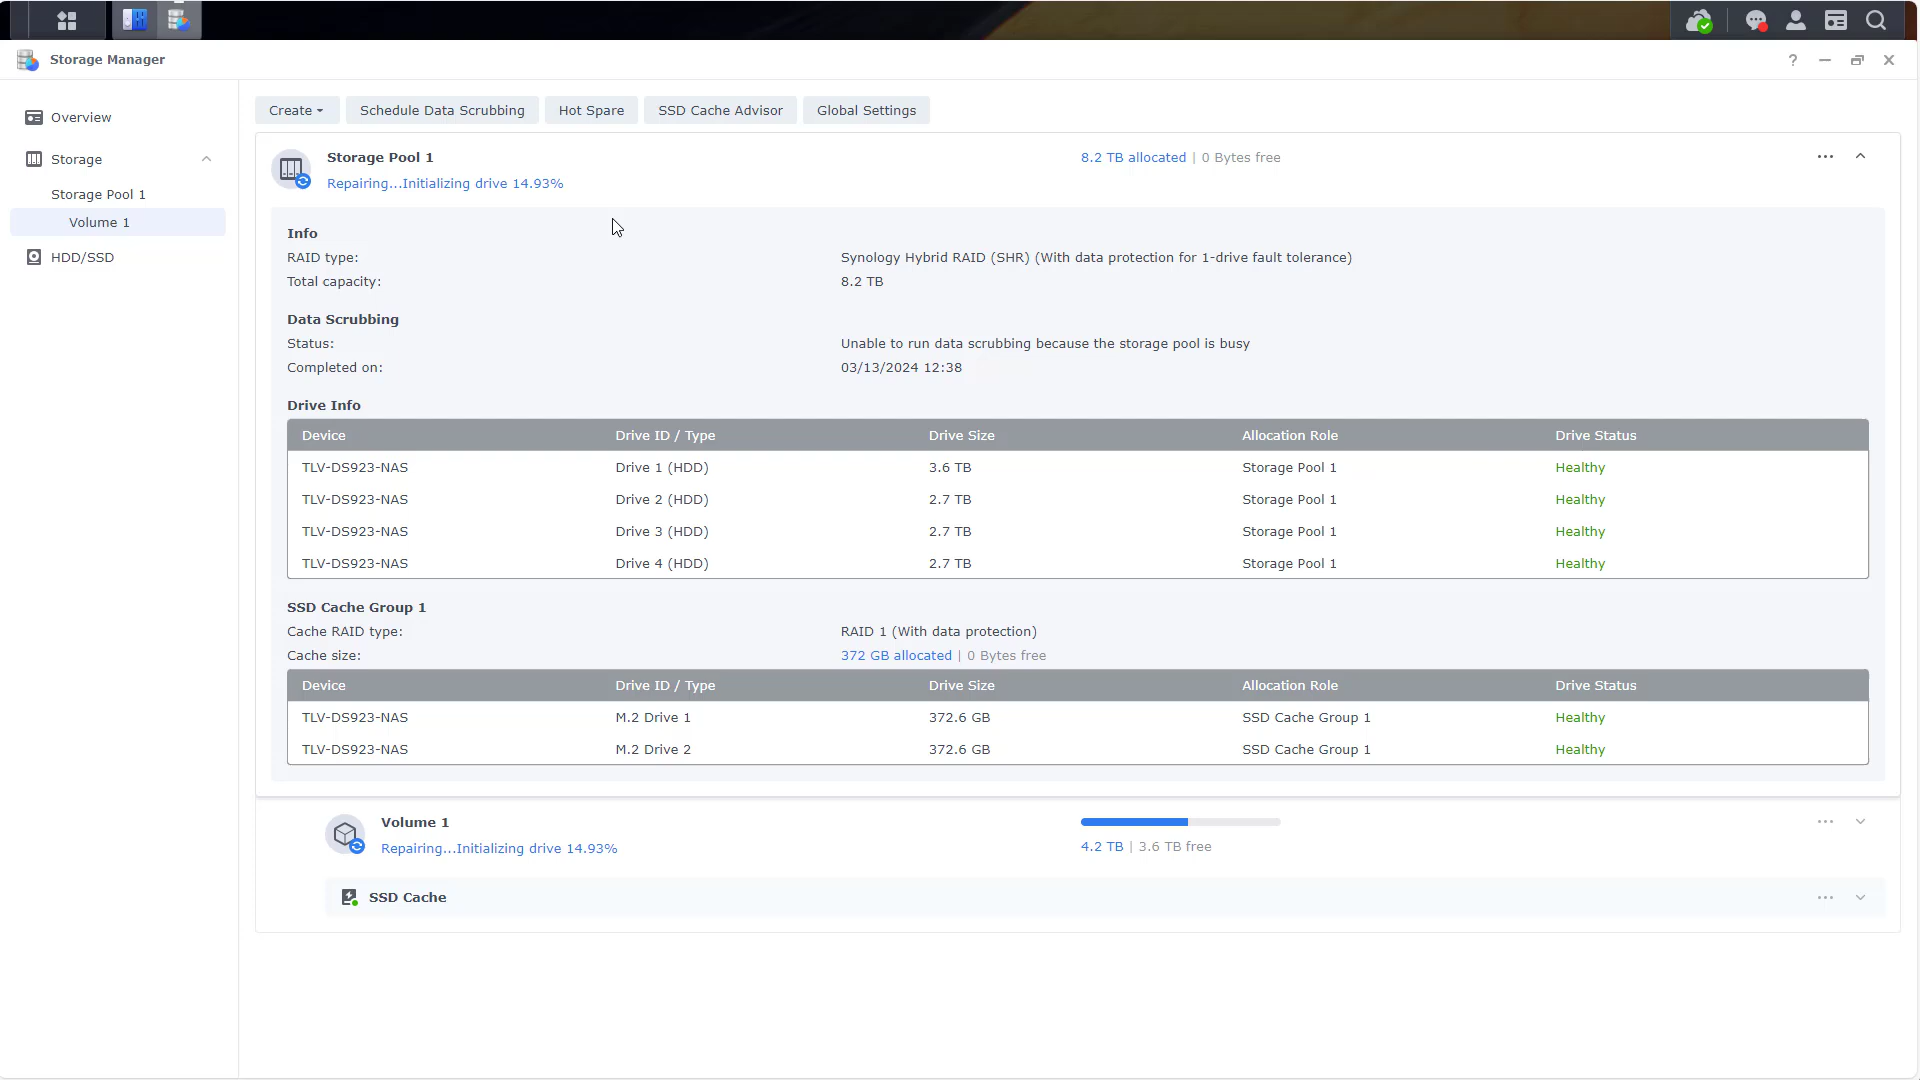 Storage Manager
?
Overview
Storage
Storage Pool 1
Volume 1
HDD/SSD
Create
Schedule Data Scrubbing
Hot Spare
SSD Cache Advisor
Global Settings
Storage Pool 1
8.2 TB allocated | 0 Bytes free
Repairing...Initializing drive 14.93%
Info
RAID type: Synology Hybrid RAID (SHR) (With data protection for 1-drive fault tolerance)
Total capacity: 8.2 TB
Data Scrubbing
Status: Unable to run data scrubbing because the storage pool is busy
Completed on: 03/13/2024 12:38
Drive Info
Device Drive ID / Type Drive Size Allocation Role Drive Status
TLV-DS923-NAS Drive 1 (HDD) 3.6 TB Storage Pool 1 Healthy
TLV-DS923-NAS Drive 2 (HDD) 2.7 TB Storage Pool 1 Healthy
TLV-DS923-NAS Drive 3 (HDD) 2.7 TB Storage Pool 1 Healthy
TLV-DS923-NAS Drive 4 (HDD) 2.7 TB Storage Pool 1 Healthy
SSD Cache Group 1
Cache RAID type: RAID 1 (With data protection)
Cache size: 372 GB allocated | 0 Bytes free
Device Drive ID / Type Drive Size Allocation Role Drive Status
TLV-DS923-NAS M.2 Drive 1 372.6 GB SSD Cache Group 1 Healthy
TLV-DS923-NAS M.2 Drive 2 372.6 GB SSD Cache Group 1 Healthy
Volume 1
Repairing...Initializing drive 14.93%
4.2 TB | 3.6 TB free
SSD Cache